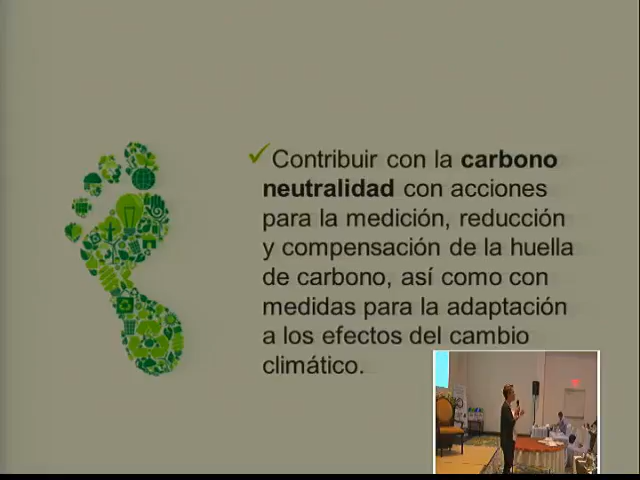 Contribuir con la carbono
neutralidad con acciones
para la medición, reducción
y compensación de la huella
de carbono, así como con
medidas para la adaptación
a los efectos del cambio
climático.